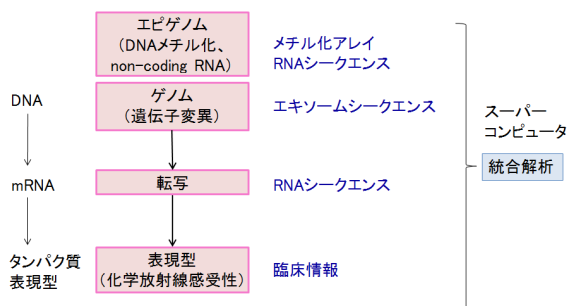 エピゲノム
（DNAメチル化、
non-coding RNA）
メチル化アレイ
RNAシークエンス
DNA
ゲノム
（遺伝子変異）
エキソームシークエンス
スーパー
コンピュータ
統合解析
mRNA
転写
RNAシークエンス
タンパク質
表現型
表現型
（化学放射線感受性）
臨床情報